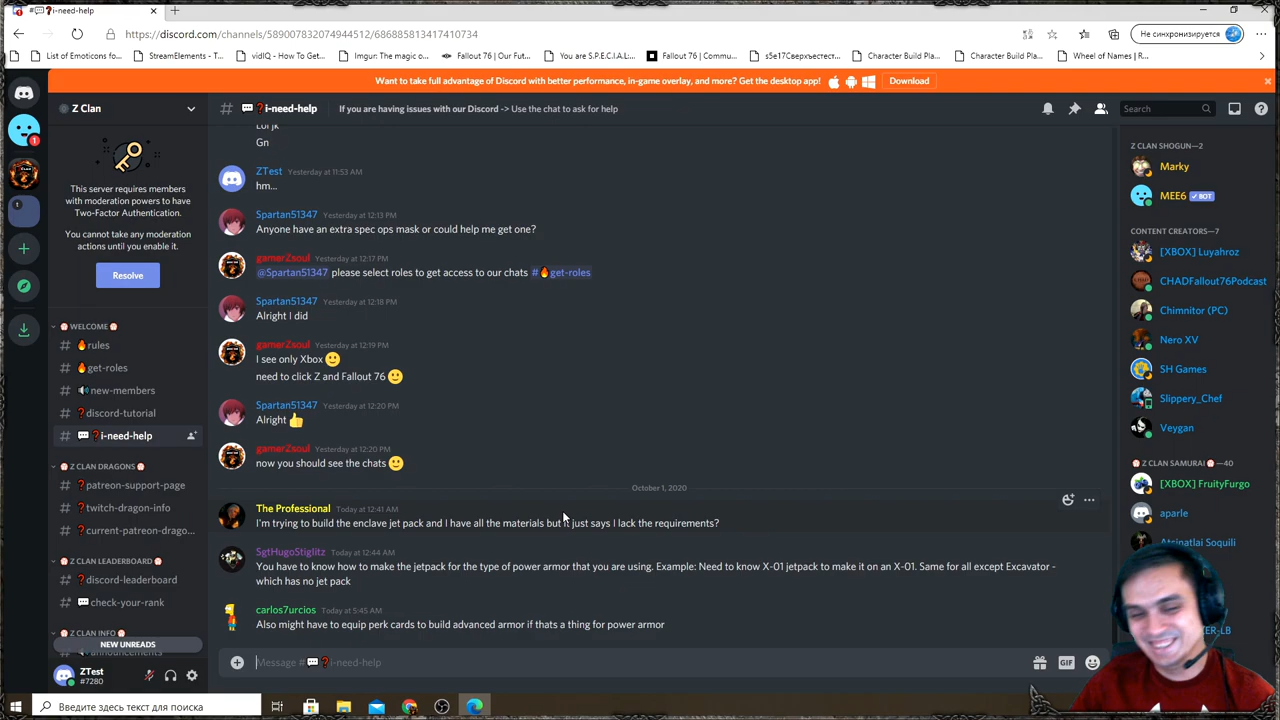 #💬❓i-need-help
https://discord.com/channels/589007832074944512/686885813417410734
Не синхронизируется
List of Emoticons fo...
StreamElements - T...
vidIQ - How To Get...
Imgur: The magic o...
Fallout 76 | Our Fut...
You are S.P.E.C.I.A.L:...
Fallout 76 | Commu...
s5e17Сверхъестест...
Character Build Pla...
Character Build Pla...
Wheel of Names | R...
Want to take full advantage of Discord with better performance, in-game overlay, and more? Get the desktop app!
Download
Z Clan
# 💬❓i-need-help
If you are having issues with our Discord -> Use the chat to ask for help
Search
This server requires members
with moderation powers to have
Two-Factor Authentication.
You cannot take any moderation
actions until you enable it.
Resolve
WELCOME
# 🔥rules
# 🔥get-roles
# 🔊new-members
# ❓discord-tutorial
# 💬❓i-need-help
Z CLAN DRAGONS
# ❓patreon-support-page
# ❓twitch-dragon-info
# ❓current-patreon-drago...
Z CLAN LEADERBOARD
# ❓discord-leaderboard
# 💬check-your-rank
Z CLAN INFO
NEW UNREADS
ZTest
#7280
Lol jk
Gn
ZTest Yesterday at 11:53 AM
hm...
Spartan51347 Yesterday at 12:13 PM
Anyone have an extra spec ops mask or could help me get one?
gamerZsoul Yesterday at 12:17 PM
@Spartan51347 please select roles to get access to our chats #🔥get-roles
Spartan51347 Yesterday at 12:18 PM
Alright I did
gamerZsoul Yesterday at 12:19 PM
I see only Xbox 🙂
need to click Z and Fallout 76 🙂
Spartan51347 Yesterday at 12:20 PM
Alright 👍
gamerZsoul Yesterday at 12:20 PM
now you should see the chats 🙂
October 1, 2020
The Professional Today at 12:41 AM
I'm trying to build the enclave jet pack and I have all the materials but it just says I lack the requirements?
SgtHugoStiglitz Today at 12:44 AM
You have to know how to make the jetpack for the type of power armor that you are using. Example: Need to know X-01 jetpack to make it on an X-01. Same for all except Excavator -
which has no jet pack
carlos7urcios Today at 5:45 AM
Also might have to equip perk cards to build advanced armor if thats a thing for power armor
Message #💬❓i-need-help
GIF
Z CLAN SHOGUN—2
Marky
MEE6 ✓ BOT
CONTENT CREATORS—7
[XBOX] Luyahroz
CHADFallout76Podcast
Chimnitor (PC)
Nero XV
SH Games
Slippery_Chef
Veygan
Z CLAN SAMURAI—40
[XBOX] FruityFurgo
aparle
Atsinatlai Soquili
ER-LB
Введите здесь текст для поиска